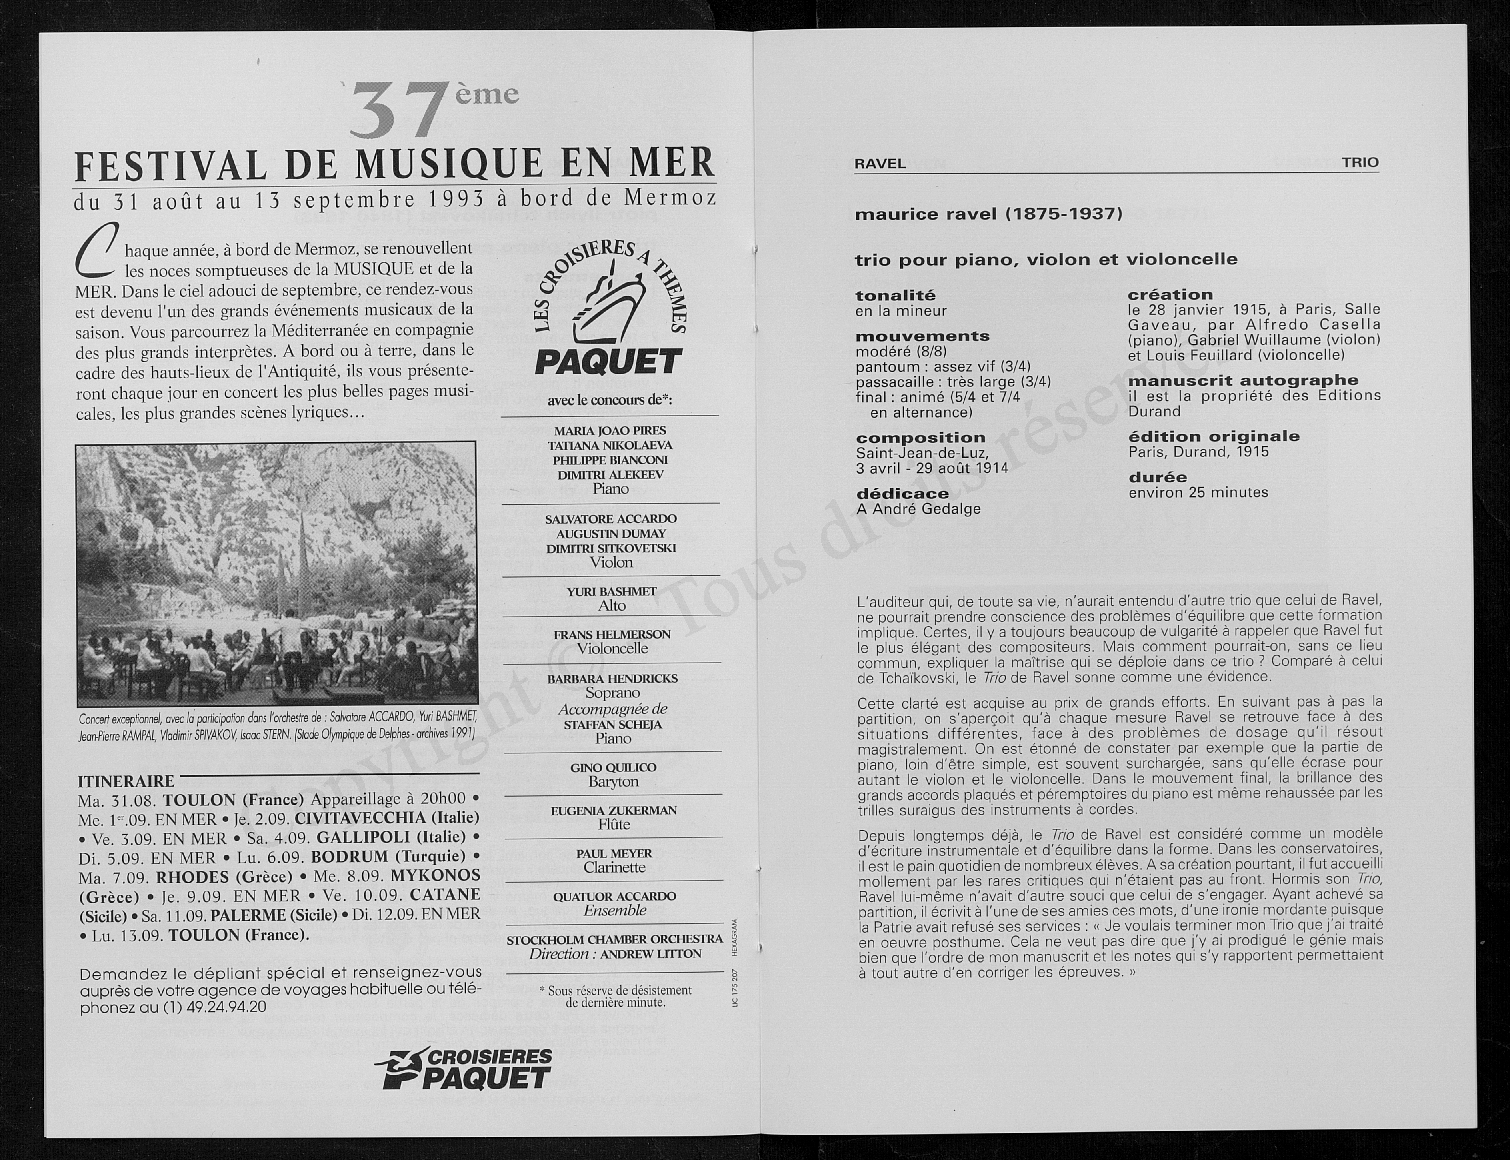 37ème
FESTIVAL DE MUSIQUE EN MER
du 31 août au 13 septembre 1993 à bord de Mermoz
Chaque année, à bord de Mermoz, se renouvellent
les noces somptueuses de la MUSIQUE et de la
MER. Dans le ciel adouci de septembre, ce rendez-vous
est devenu l'un des grands événements musicaux de la
saison. Vous parcourrez la Méditerranée en compagnie
des plus grands interprètes. A bord ou à terre, dans le
cadre des hauts-lieux de l'Antiquité, ils vous présente-
ront chaque jour en concert les plus belles pages musi-
cales, les plus grandes scènes lyriques...
Concert exceptionnel, avec la participation dans l'orchestre de : Salvatore ACCARDO, Yuri BASHMET,
Jean-Pierre RAMPAL, Vladimir SPIVAKOV, Isaac STERN. (Stade Olympique de Delphes - archives 1991)
ITINERAIRE
Ma. 31.08. TOULON (France) Appareillage à 20h00 •
Me. 1er.09. EN MER • Je. 2.09. CIVITAVECCHIA (Italie)
• Ve. 3.09. EN MER • Sa. 4.09. GALLIPOLI (Italie) •
Di. 5.09. EN MER • Lu. 6.09. BODRUM (Turquie) •
Ma. 7.09. RHODES (Grèce) • Me. 8.09. MYKONOS
(Grèce) • Je. 9.09. EN MER • Ve. 10.09. CATANE
(Sicile) • Sa. 11.09. PALERME (Sicile) • Di. 12.09. EN MER
• Lu. 13.09. TOULON (France).
Demandez le dépliant spécial et renseignez-vous
auprès de votre agence de voyages habituelle ou télé-
phonez au (1) 49.24.94.20
LES CROISIERES A THEMES
PAQUET
avec le concours de*:
MARIA JOAO PIRES
TATIANA NIKOLAEVA
PHILIPPE BIANCONI
DIMITRI ALEKEEV
Piano
SALVATORE ACCARDO
AUGUSTIN DUMAY
DIMITRI SITKOVETSKI
Violon
YURI BASHMET
Alto
FRANS HELMERSON
Violoncelle
BARBARA HENDRICKS
Soprano
Accompagnée de
STAFFAN SCHEJA
Piano
GINO QUILICO
Baryton
EUGENIA ZUKERMAN
Flûte
PAUL MEYER
Clarinette
QUATUOR ACCARDO
Ensemble
STOCKHOLM CHAMBER ORCHESTRA
Direction : ANDREW LITTON
* Sous réserve de désistement
de dernière minute.
UC 175 207 HEXAGRAM
CROISIERES
PAQUET
RAVEL TRIO
maurice ravel (1875-1937)
trio pour piano, violon et violoncelle
tonalité
en la mineur
mouvements
modéré (8/8)
pantoum : assez vif (3/4)
passacaille : très large (3/4)
final : animé (5/4 et 7/4
en alternance)
composition
Saint-Jean-de-Luz,
3 avril - 29 août 1914
dédicace
A André Gedalge
création
le 28 janvier 1915, à Paris, Salle
Gaveau, par Alfredo Casella
(piano), Gabriel Wuillaume (violon)
et Louis Feuillard (violoncelle)
manuscrit autographe
il est la propriété des Editions
Durand
édition originale
Paris, Durand, 1915
durée
environ 25 minutes
L'auditeur qui, de toute sa vie, n'aurait entendu d'autre trio que celui de Ravel,
ne pourrait prendre conscience des problèmes d'équilibre que cette formation
implique. Certes, il y a toujours beaucoup de vulgarité à rappeler que Ravel fut
le plus élégant des compositeurs. Mais comment pourrait-on, sans ce lieu
commun, expliquer la maîtrise qui se déploie dans ce trio ? Comparé à celui
de Tchaïkovski, le Trio de Ravel sonne comme une évidence.
Cette clarté est acquise au prix de grands efforts. En suivant pas à pas la
partition, on s'aperçoit qu'à chaque mesure Ravel se retrouve face à des
situations différentes, face à des problèmes de dosage qu'il résout
magistralement. On est étonné de constater par exemple que la partie de
piano, loin d'être simple, est souvent surchargée, sans qu'elle écrase pour
autant le violon et le violoncelle. Dans le mouvement final, la brillance des
grands accords plaqués et péremptoires du piano est même rehaussée par les
trilles suraigus des instruments à cordes.
Depuis longtemps déjà, le Trio de Ravel est considéré comme un modèle
d'écriture instrumentale et d'équilibre dans la forme. Dans les conservatoires,
il est le pain quotidien de nombreux élèves. A sa création pourtant, il fut accueilli
mollement par les rares critiques qui n'étaient pas au front. Hormis son Trio,
Ravel lui-même n'avait d'autre souci que celui de s'engager. Ayant achevé sa
partition, il écrivit à l'une de ses amies ces mots, d'une ironie mordante puisque
la Patrie avait refusé ses services : « Je voulais terminer mon Trio que j'ai traité
en oeuvre posthume. Cela ne veut pas dire que j'y ai prodigué le génie mais
bien que l'ordre de mon manuscrit et les notes qui s'y rapportent permettaient
à tout autre d'en corriger les épreuves. »
Copyright © Tous droits réservés